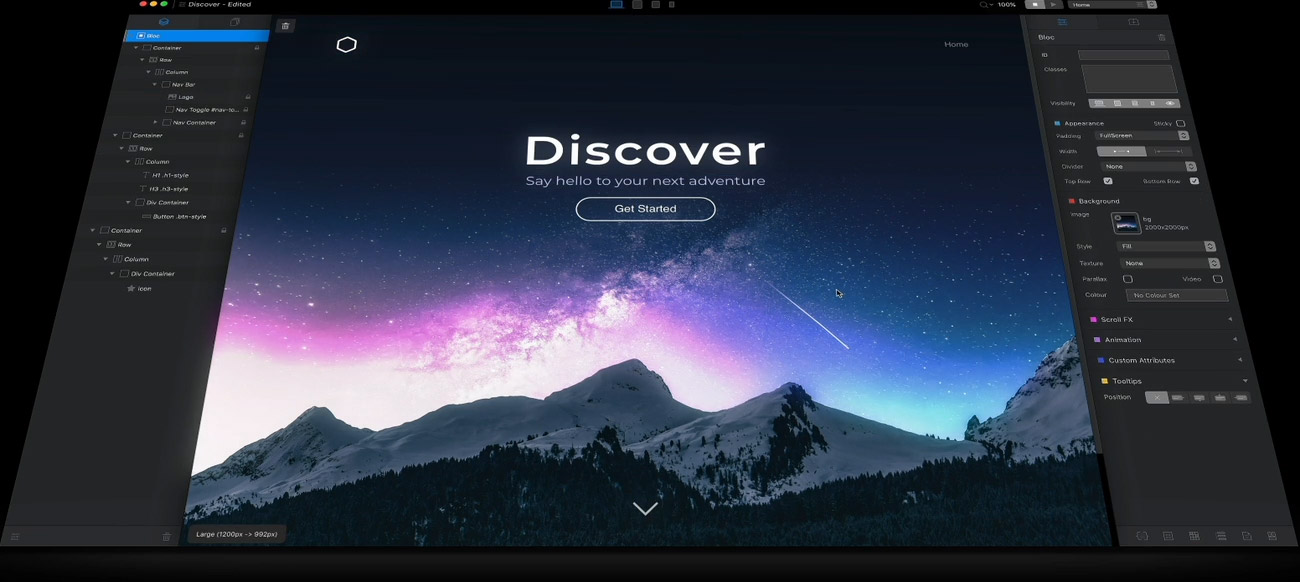 Discover - Edited
100%
Home
Bloc
Container
Row
Column
Nav Bar
Logo
Nav Toggle #nav-to...
Nav Container
Container
Row
Column
H1 .h1-style
H3 .h3-style
Div Container
Button .btn-style
Container
Row
Column
Div Container
Icon
Home
Discover
Say hello to your next adventure
Get Started
Large (1200px -> 992px)
Bloc
ID
Classes
Visibility
Appearance
Sticky
Padding
FullScreen
Width
Divider
None
Top Row
Bottom Row
Background
Image
bg
2000x2000px
Style
Fill
Texture
None
Parallax
Video
Colour
No Colour Set
Scroll FX
Animation
Custom Attributes
Tooltips
Position